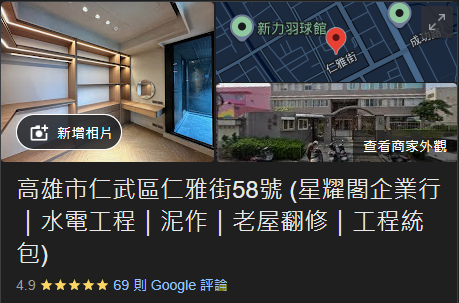 新力羽球館
仁雅街
成功路
新增相片
查看商家外觀
高雄市仁武區仁雅街58號 (星耀閣企業行
｜水電工程｜泥作｜老屋翻修｜工程統
包)
4.9 ★★★★★ 69 則 Google 評論